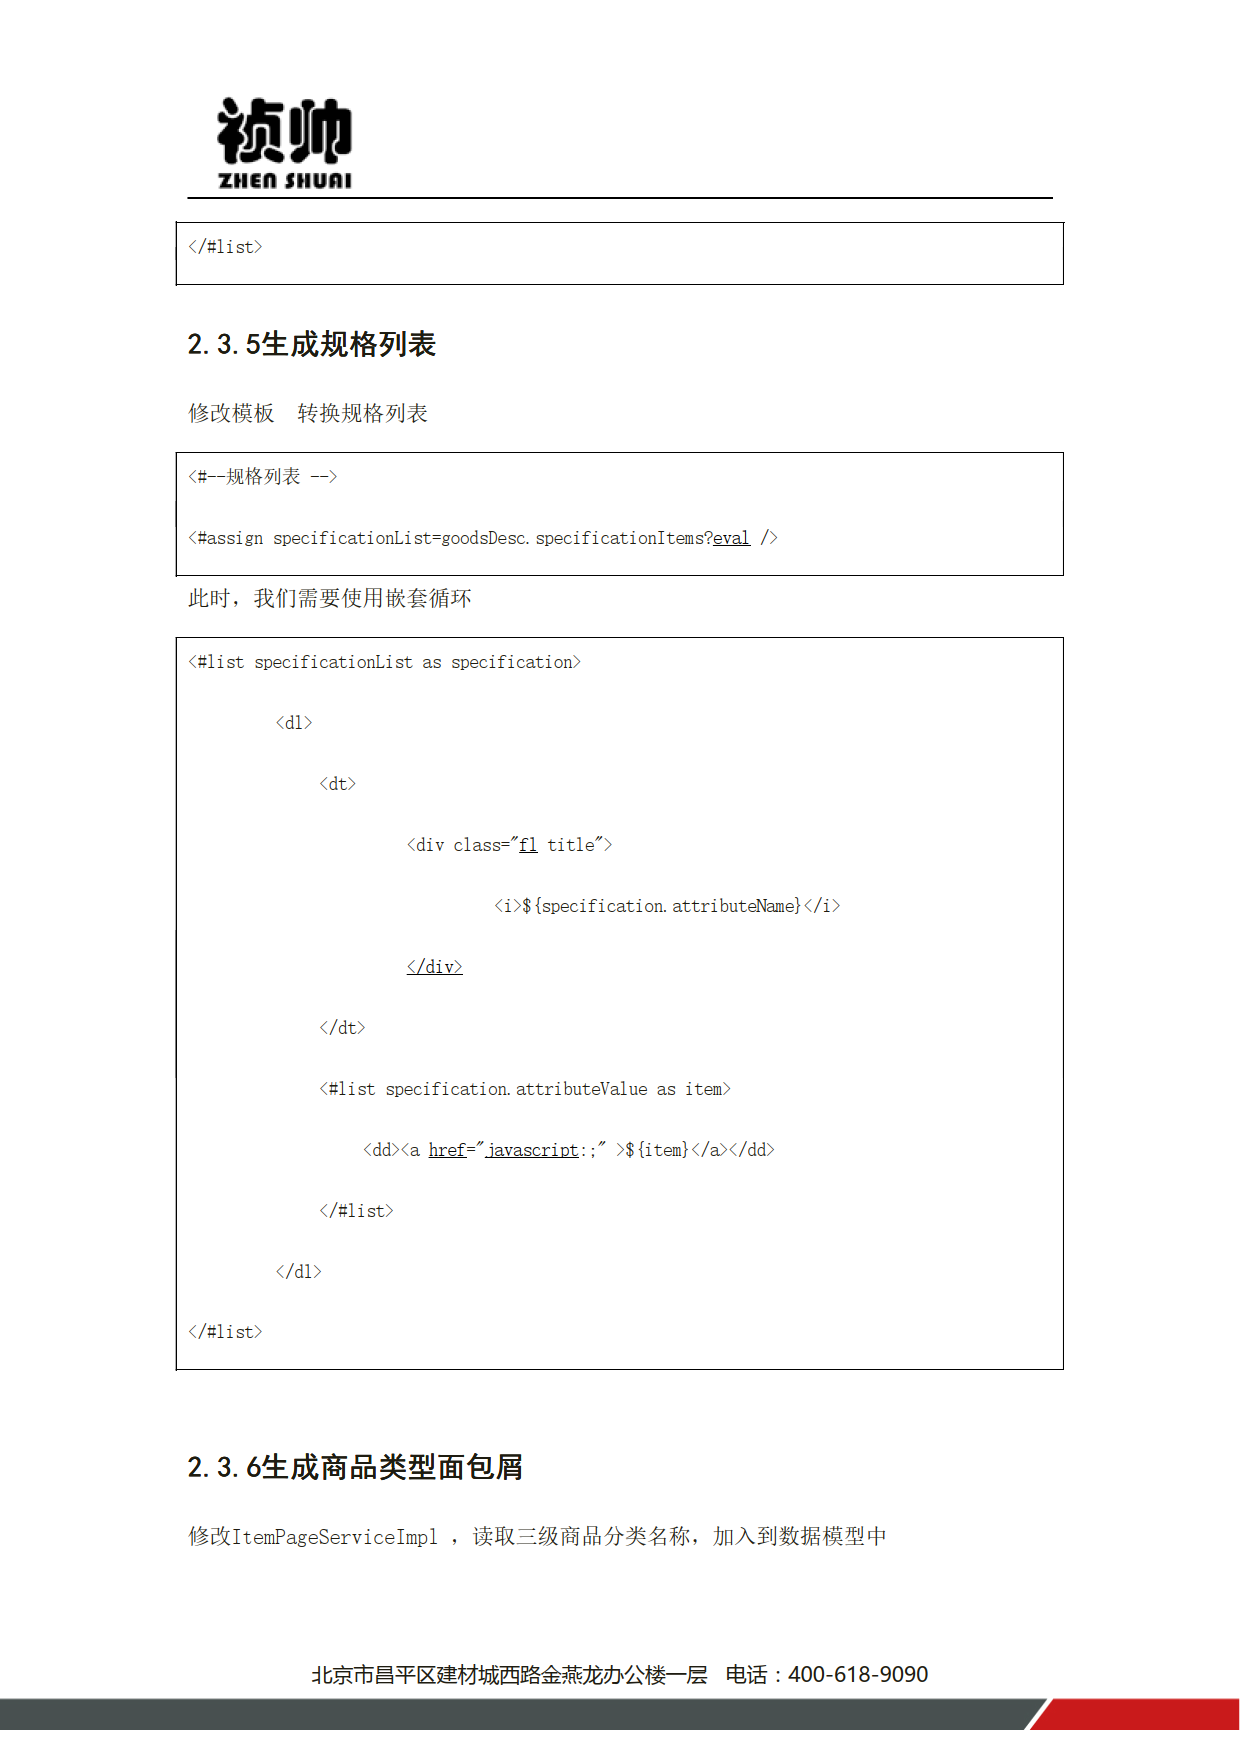 祯帅
ZHEN SHUAI
</#list>
2.3.5生成规格列表
修改模板　转换规格列表
<#--规格列表 -->
<#assign specificationList=goodsDesc.specificationItems?eval />
此时，我们需要使用嵌套循环
<#list specificationList as specification>
<dl>
<dt>
<div class="fl title">
<i>${specification.attributeName}</i>
</div>
</dt>
<#list specification.attributeValue as item>
<dd><a href="javascript:;" >${item}</a></dd>
</#list>
</dl>
</#list>
2.3.6生成商品类型面包屑
修改ItemPageServiceImpl ，读取三级商品分类名称，加入到数据模型中
北京市昌平区建材城西路金燕龙办公楼一层 电话：400-618-9090